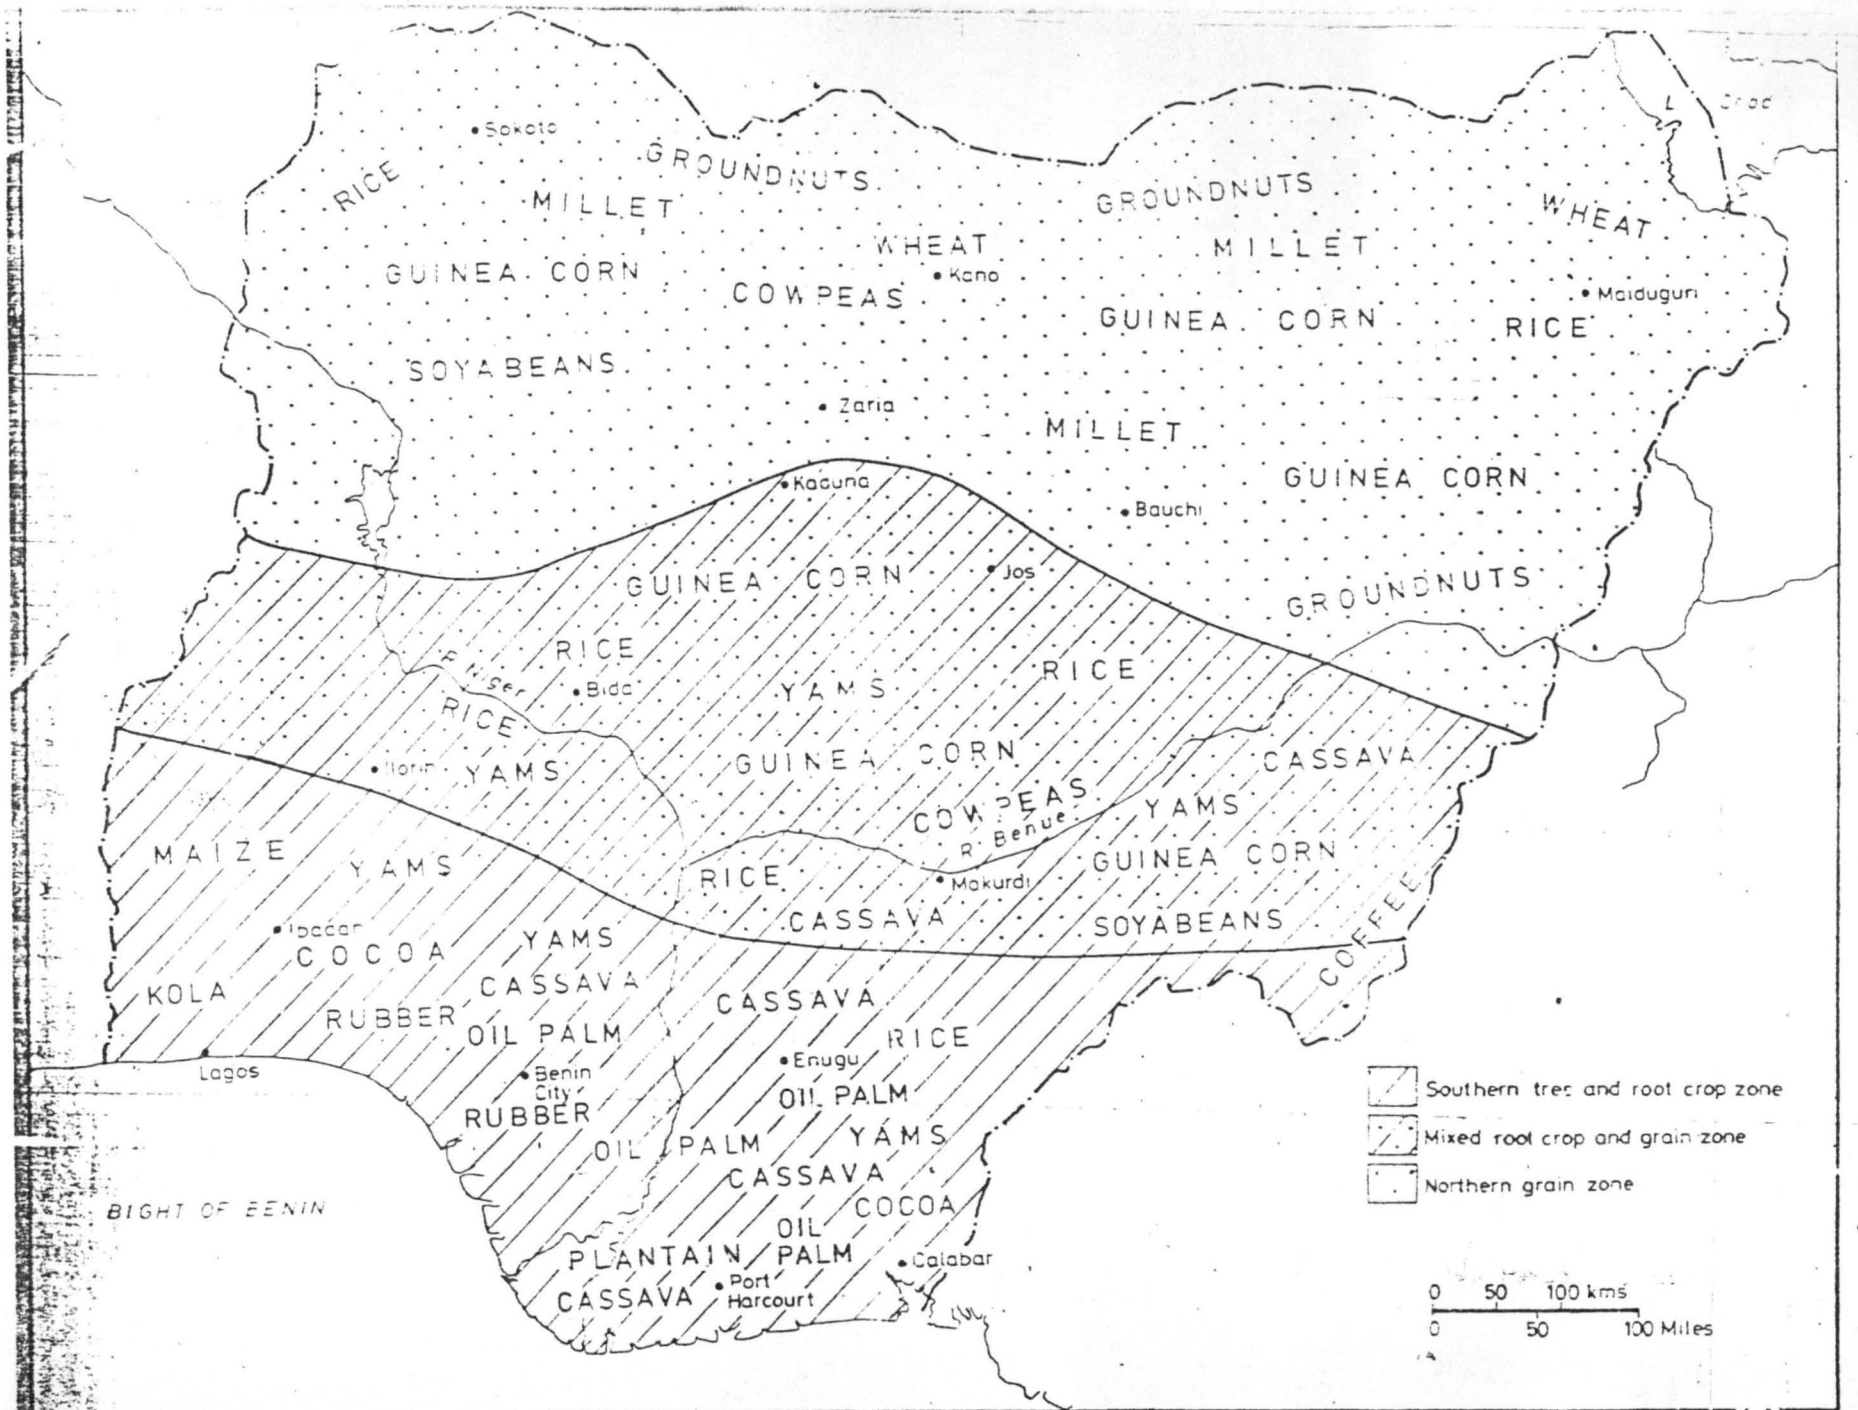 L Chad
Sokoto
GROUNDNUTS
RICE
MILLET
GROUNDNUTS
WHEAT
WHEAT
MILLET
GUINEA CORN
Kano
COWPEAS
Maiduguri
GUINEA CORN
RICE
SOYABEANS
Zaria
MILLET
Kaduna
GUINEA CORN
Bauchi
GUINEA CORN
Jos
GROUNDNUTS
RICE
R Niger
Bida
YAMS
RICE
RICE
Ilorin
YAMS
GUINEA CORN
CASSAVA
COWPEAS
YAMS
R Benue
MAIZE
YAMS
GUINEA CORN
RICE
Makurdi
CASSAVA
SOYABEANS
COFFEE
Ibadan
COCOA
YAMS
CASSAVA
KOLA
CASSAVA
RUBBER
OIL PALM
RICE
Enugu
Lagos
Benin
City
OIL PALM
RUBBER
OIL PALM
YAMS
CASSAVA
COCOA
BIGHT OF BENIN
OIL
PALM
PLANTAIN
Calabar
CASSAVA
Port
Harcourt
Southern tree and root crop zone
Mixed root crop and grain zone
Northern grain zone
0 50 100 kms
0 50 100 Miles